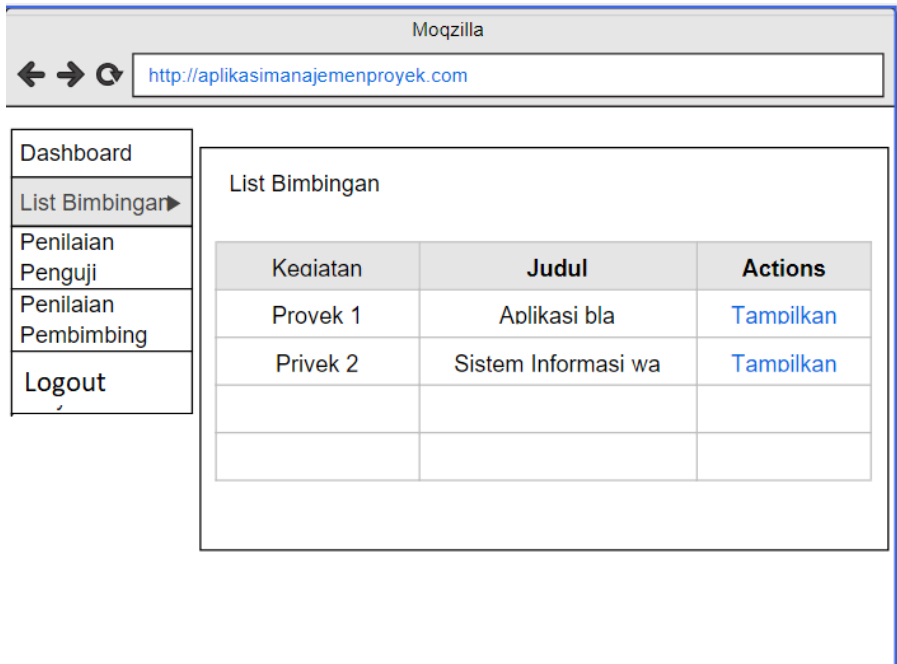 Moqzilla
http://aplikasimanajemenproyek.com
Dashboard
List Bimbingan
Penilaian
Penguji
Penilaian
Pembimbing
Logout
List Bimbingan
Kegiatan Judul Actions
Proyek 1 Aplikasi bla Tampilkan
Priyek 2 Sistem Informasi wa Tampilkan